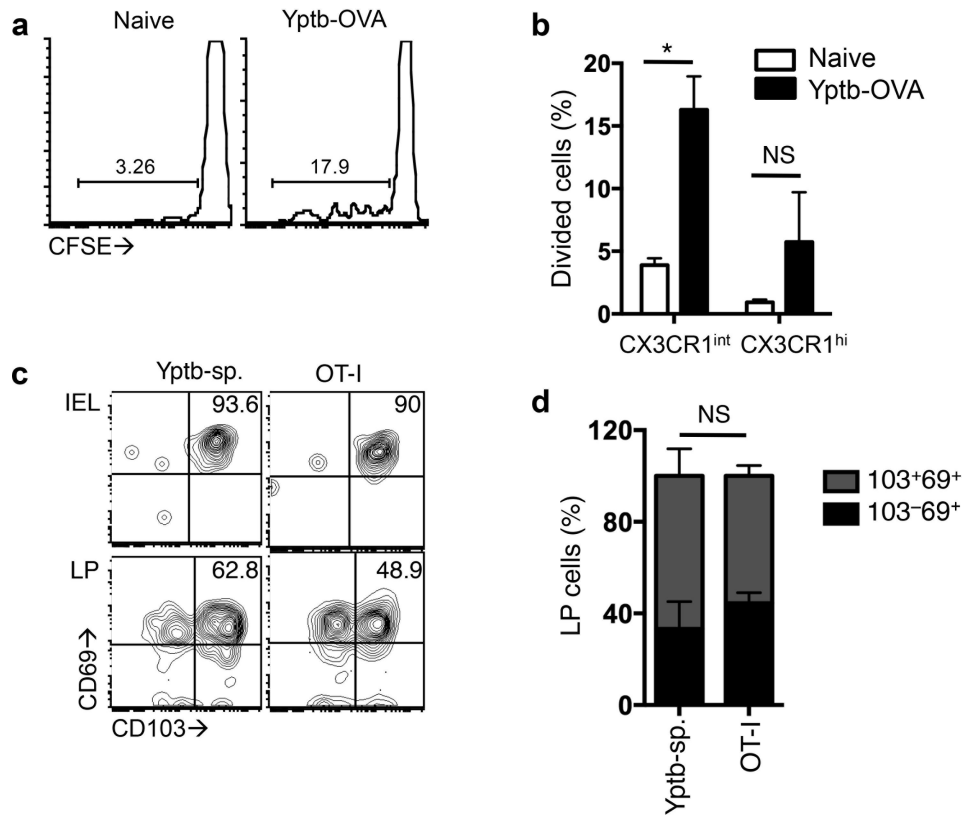 a
Naive
Yptb-OVA
3.26
17.9
CFSE→
b
*
Naive
Yptb-OVA
NS
Divided cells (%)
20
15
10
5
0
CX3CR1int
CX3CR1hi
c
Yptb-sp.
OT-I
IEL
93.6
90
LP
62.8
48.9
CD69→
CD103→
d
NS
103+69+
103–69+
LP cells (%)
120
80
40
0
Yptb-sp.
OT-I